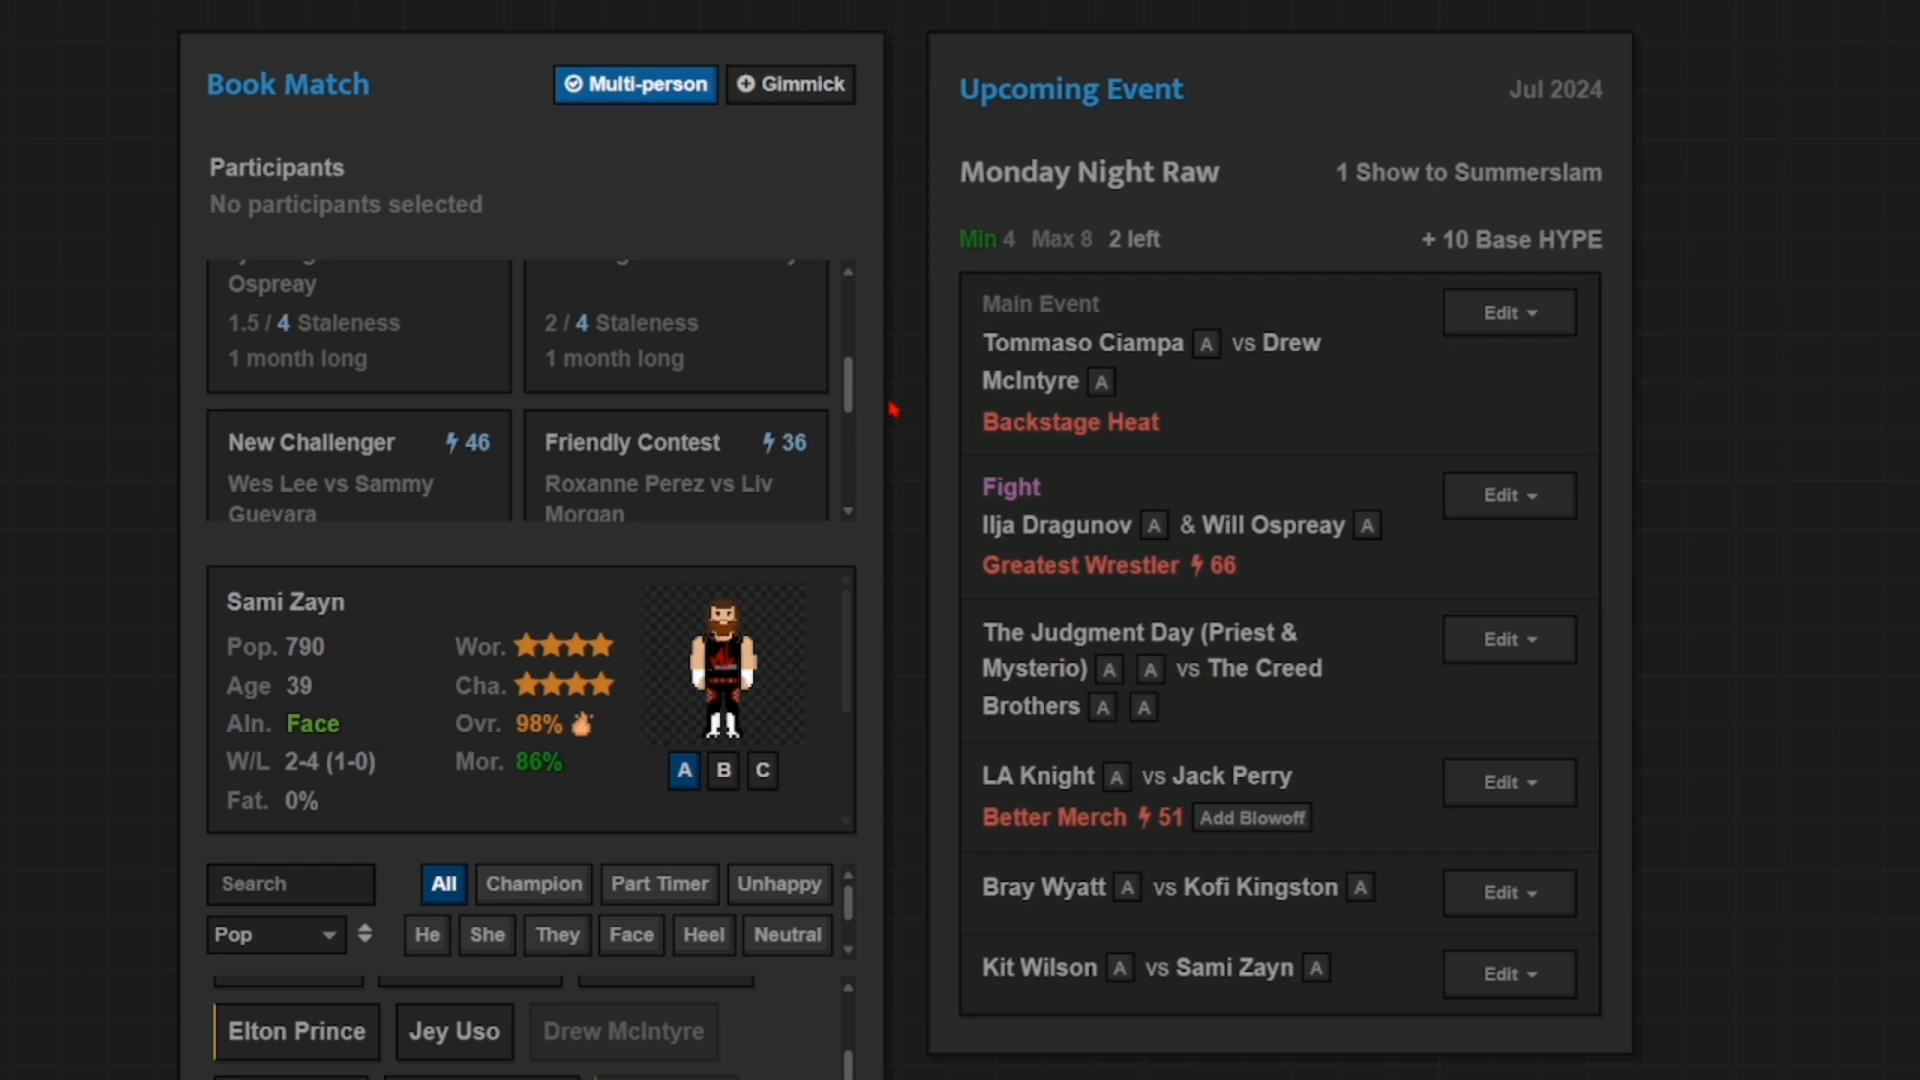 Book Match
Multi-person
Gimmick
Participants
No participants selected
Ospreay
1.5 / 4 Staleness
1 month long
2 / 4 Staleness
1 month long
New Challenger 46
Wes Lee vs Sammy
Guevara
Friendly Contest 36
Roxanne Perez vs Liv
Morgan
Sami Zayn
Pop. 790
Age 39
Aln. Face
W/L 2-4 (1-0)
Fat. 0%
Wor.
Cha.
Ovr. 98%
Mor. 86%
A B C
Search
All Champion Part Timer Unhappy
Pop
He She They Face Heel Neutral
Elton Prince Jey Uso Drew McIntyre
Upcoming Event Jul 2024
Monday Night Raw 1 Show to Summerslam
Min 4 Max 8 2 left + 10 Base HYPE
Main Event
Tommaso Ciampa A vs Drew
McIntyre A
Backstage Heat
Edit
Fight
Ilja Dragunov A & Will Ospreay A
Greatest Wrestler 66
Edit
The Judgment Day (Priest &
Mysterio) A A vs The Creed
Brothers A A
Edit
LA Knight A vs Jack Perry
Better Merch 51 Add Blowoff
Edit
Bray Wyatt A vs Kofi Kingston A
Edit
Kit Wilson A vs Sami Zayn A
Edit